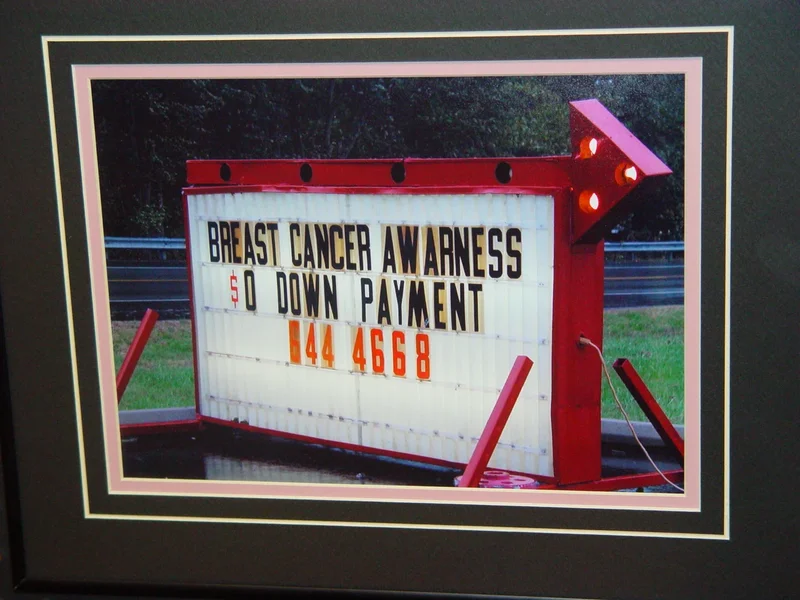 BREAST CANCER AWARNESS
$0 DOWN PAYMENT
644 4668